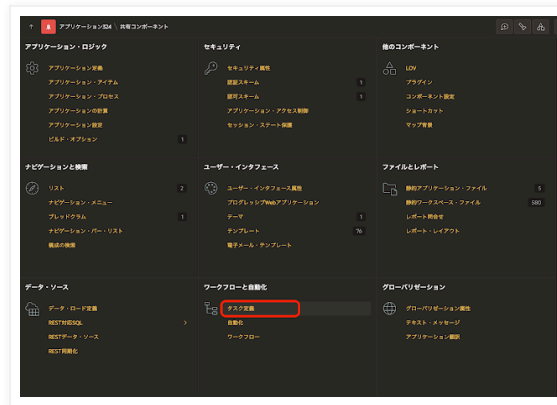 アプリケーション324 \ 共有コンポーネント
アプリケーション・ロジック
アプリケーション定義
アプリケーション・アイテム
アプリケーション・プロセス
アプリケーションの計算
アプリケーション設定
ビルド・オプション 1
セキュリティ
セキュリティ属性
認証スキーム 1
認可スキーム 1
アプリケーション・アクセス制御
セッション・ステート保護
他のコンポーネント
LOV
プラグイン
コンポーネント設定
ショートカット
マップ背景
ナビゲーションと検索
リスト 2
ナビゲーション・メニュー
ブレッドクラム 1
ナビゲーション・バー・リスト
構成の検索
ユーザー・インタフェース
ユーザー・インタフェース属性
プログレッシブWebアプリケーション
テーマ 1
テンプレート 76
電子メール・テンプレート
ファイルとレポート
静的アプリケーション・ファイル 5
静的ワークスペース・ファイル 580
レポート問合せ
レポート・レイアウト
データ・ソース
データ・ロード定義
REST対応SQL
RESTデータ・ソース
REST同期化
ワークフローと自動化
タスク定義
自動化
ワークフロー
グローバリゼーション
グローバリゼーション属性
テキスト・メッセージ
アプリケーション翻訳